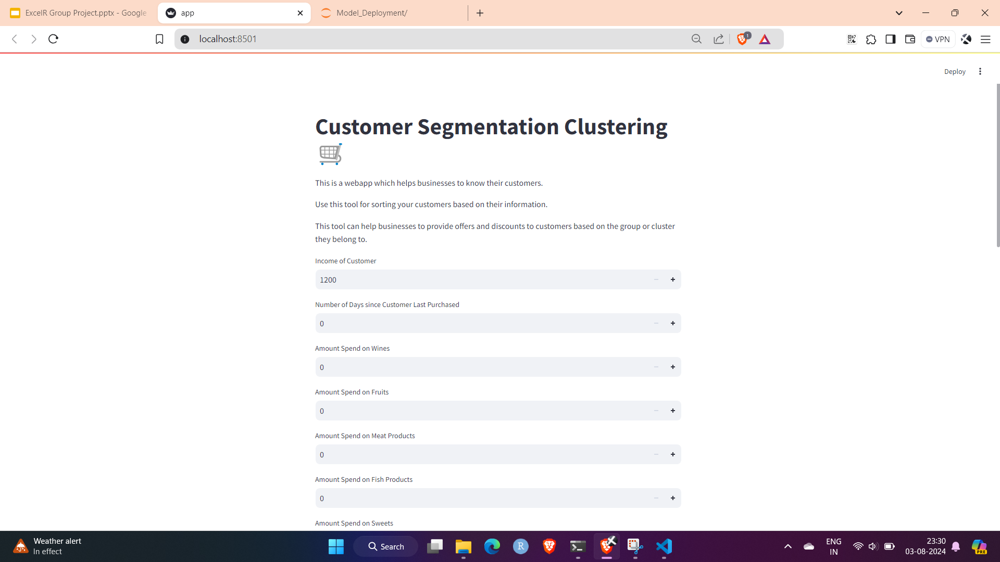 ExcelR Group Project.pptx - Google
app
Model_Deployment/
localhost:8501
1
VPN
Deploy
Customer Segmentation Clustering
This is a webapp which helps businesses to know their customers.
Use this tool for sorting your customers based on their information.
This tool can help businesses to provide offers and discounts to customers based on the group or cluster
they belong to.
Income of Customer
1200
Number of Days since Customer Last Purchased
0
Amount Spend on Wines
0
Amount Spend on Fruits
0
Amount Spend on Meat Products
0
Amount Spend on Fish Products
0
Amount Spend on Sweets
Weather alert
In effect
Search
R
ENG
IN
23:30
03-08-2024
PRE